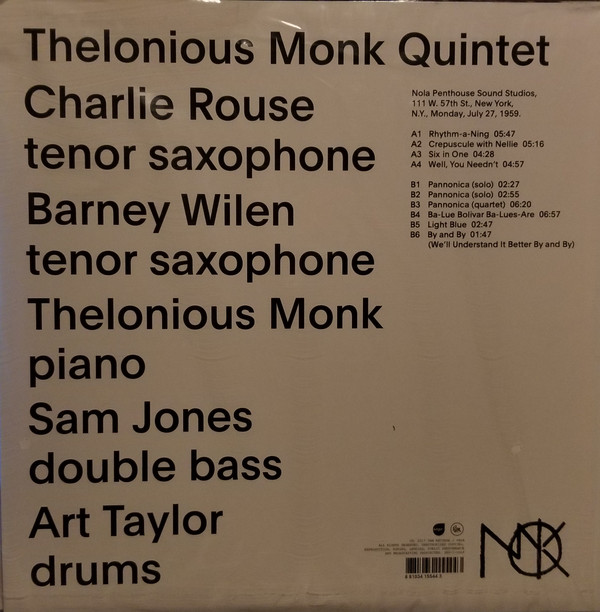 Thelonious Monk Quintet
Charlie Rouse
tenor saxophone
Barney Wilen
tenor saxophone
Thelonious Monk
piano
Sam Jones
double bass
Art Taylor
drums
Nola Penthouse Sound Studios,
111 W. 57th St., New York,
N.Y., Monday, July 27, 1959.
A1 Rhythm-a-Ning 05:47
A2 Crepuscule with Nellie 05:16
A3 Six in One 04:28
A4 Well, You Needn't 04:57
B1 Pannonica (solo) 02:27
B2 Pannonica (solo) 02:55
B3 Pannonica (quartet) 06:20
B4 Ba-Lue Bolivar Ba-Lues-Are 06:57
B5 Light Blue 02:47
B6 By and By 01:47
(We'll Understand It Better By and By)
MONK